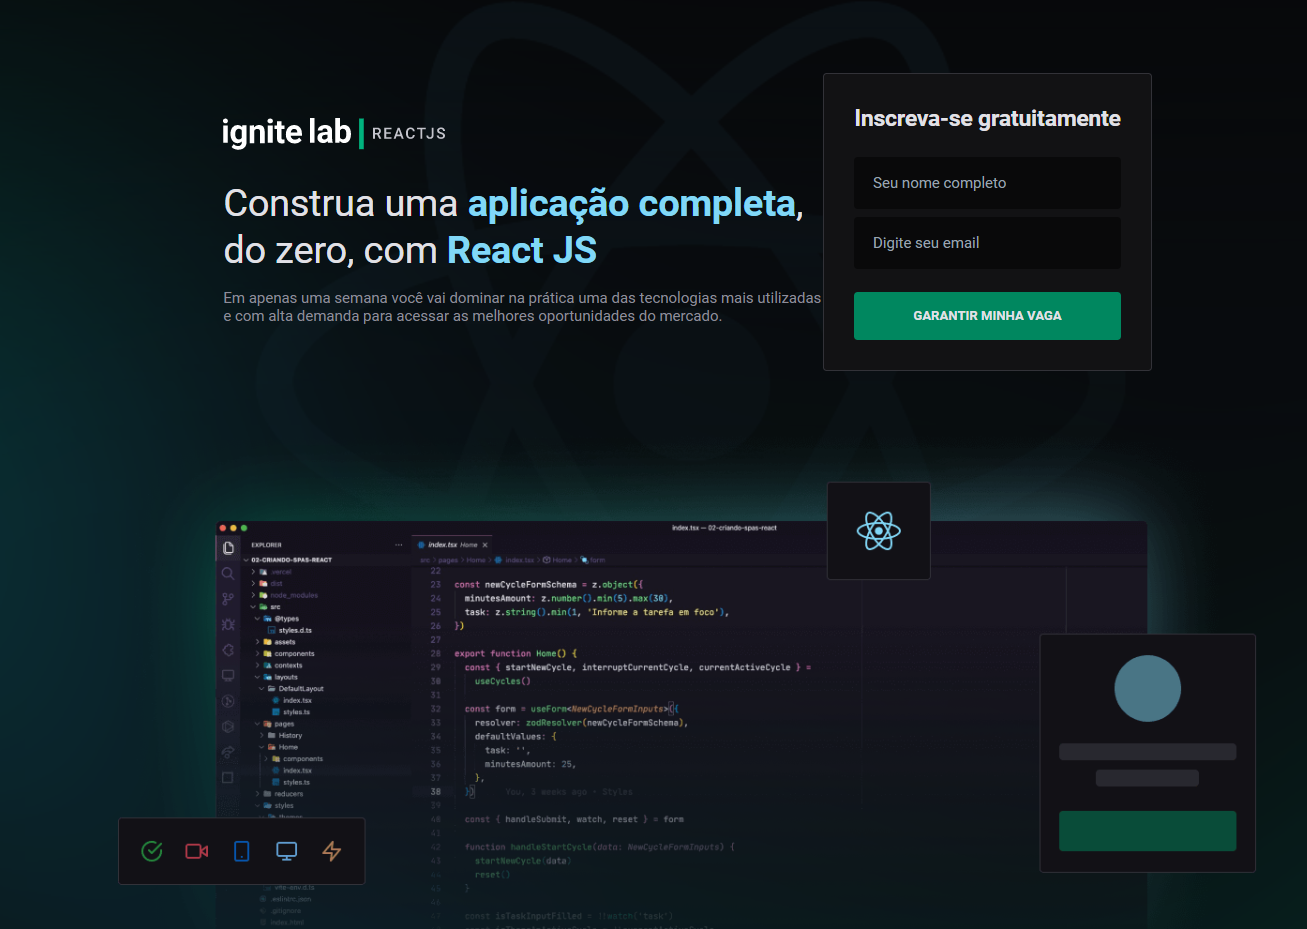 ignite lab | REACTJS
Construa uma aplicação completa,
do zero, com React JS
Em apenas uma semana você vai dominar na prática uma das tecnologias mais utilizadas
e com alta demanda para acessar as melhores oportunidades do mercado.
Inscreva-se gratuitamente
Seu nome completo
Digite seu email
GARANTIR MINHA VAGA
index.tsx — 02-criando-spas-react
EXPLORER
02-CRIANDO-SPAS-REACT
.vercel
dist
node_modules
src
@types
styles.d.ts
assets
components
contexts
layouts
DefaultLayout
index.tsx
styles.ts
pages
History
Home
components
index.tsx
styles.ts
reducers
styles
themes
vite-env.d.ts
.eslintrc.json
.gitignore
index.html
index.tsx Home
src > pages > Home > index.tsx > Home > form
22
23 const newCycleFormSchema = z.object({
24 minutesAmount: z.number().min(5).max(30),
25 task: z.string().min(1, 'Informe a tarefa em foco'),
26 })
27
28 export function Home() {
29 const { startNewCycle, interruptCurrentCycle, currentActiveCycle } =
30 useCycles()
31
32 const form = useForm<NewCycleFormInputs>({
33 resolver: zodResolver(newCycleFormSchema),
34 defaultValues: {
35 task: '',
36 minutesAmount: 25,
37 },
38 }) You, 3 weeks ago • Styles
39
40 const { handleSubmit, watch, reset } = form
41
42 function handleStartCycle(data: NewCycleFormInputs) {
43 startNewCycle(data)
44 reset()
45 }
46
47 const isTaskInputFilled = !!watch('task')